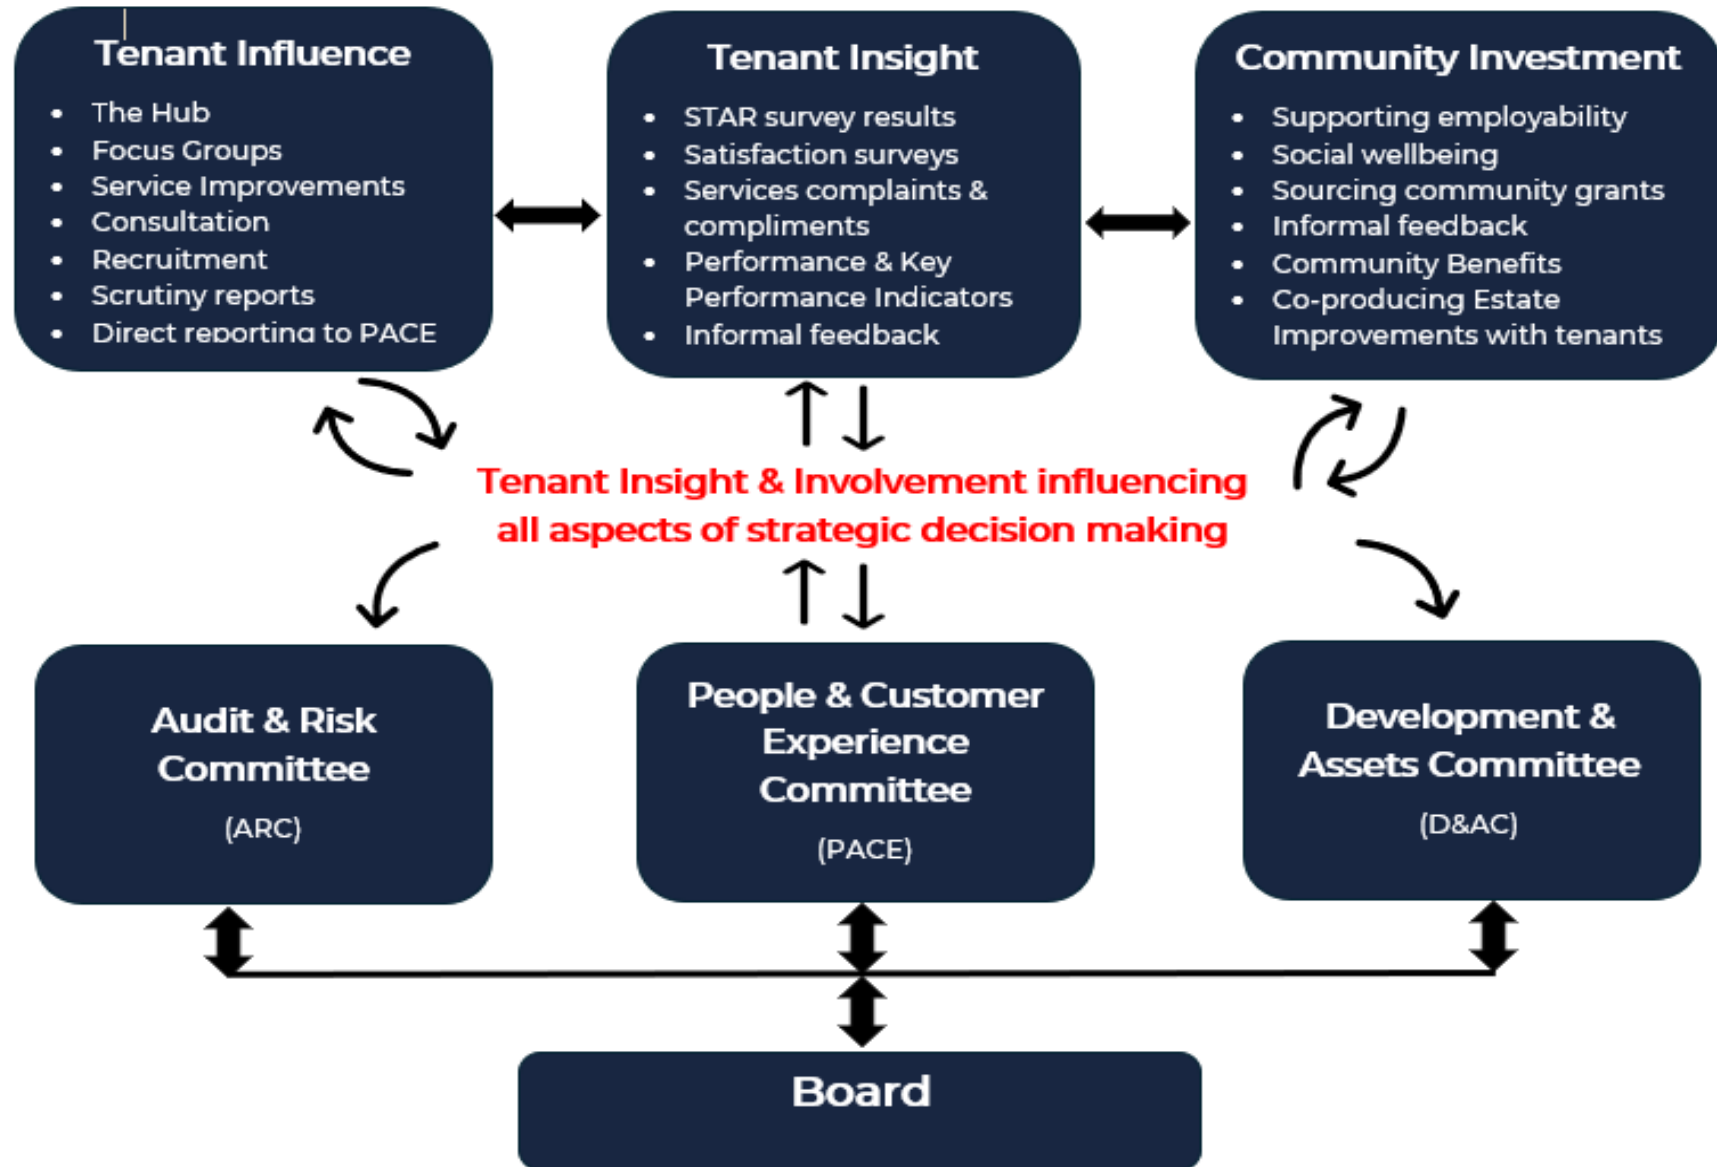 Tenant Influence
• The Hub
• Focus Groups
• Service Improvements
• Consultation
• Recruitment
• Scrutiny reports
• Direct reporting to PACE
Tenant Insight
• STAR survey results
• Satisfaction surveys
• Services complaints &
compliments
• Performance & Key
Performance Indicators
• Informal feedback
Community Investment
• Supporting employability
• Social wellbeing
• Sourcing community grants
• Informal feedback
• Community Benefits
• Co-producing Estate
Improvements with tenants
Tenant Insight & Involvement influencing
all aspects of strategic decision making
Audit & Risk
Committee
(ARC)
People & Customer
Experience
Committee
(PACE)
Development &
Assets Committee
(D&AC)
Board